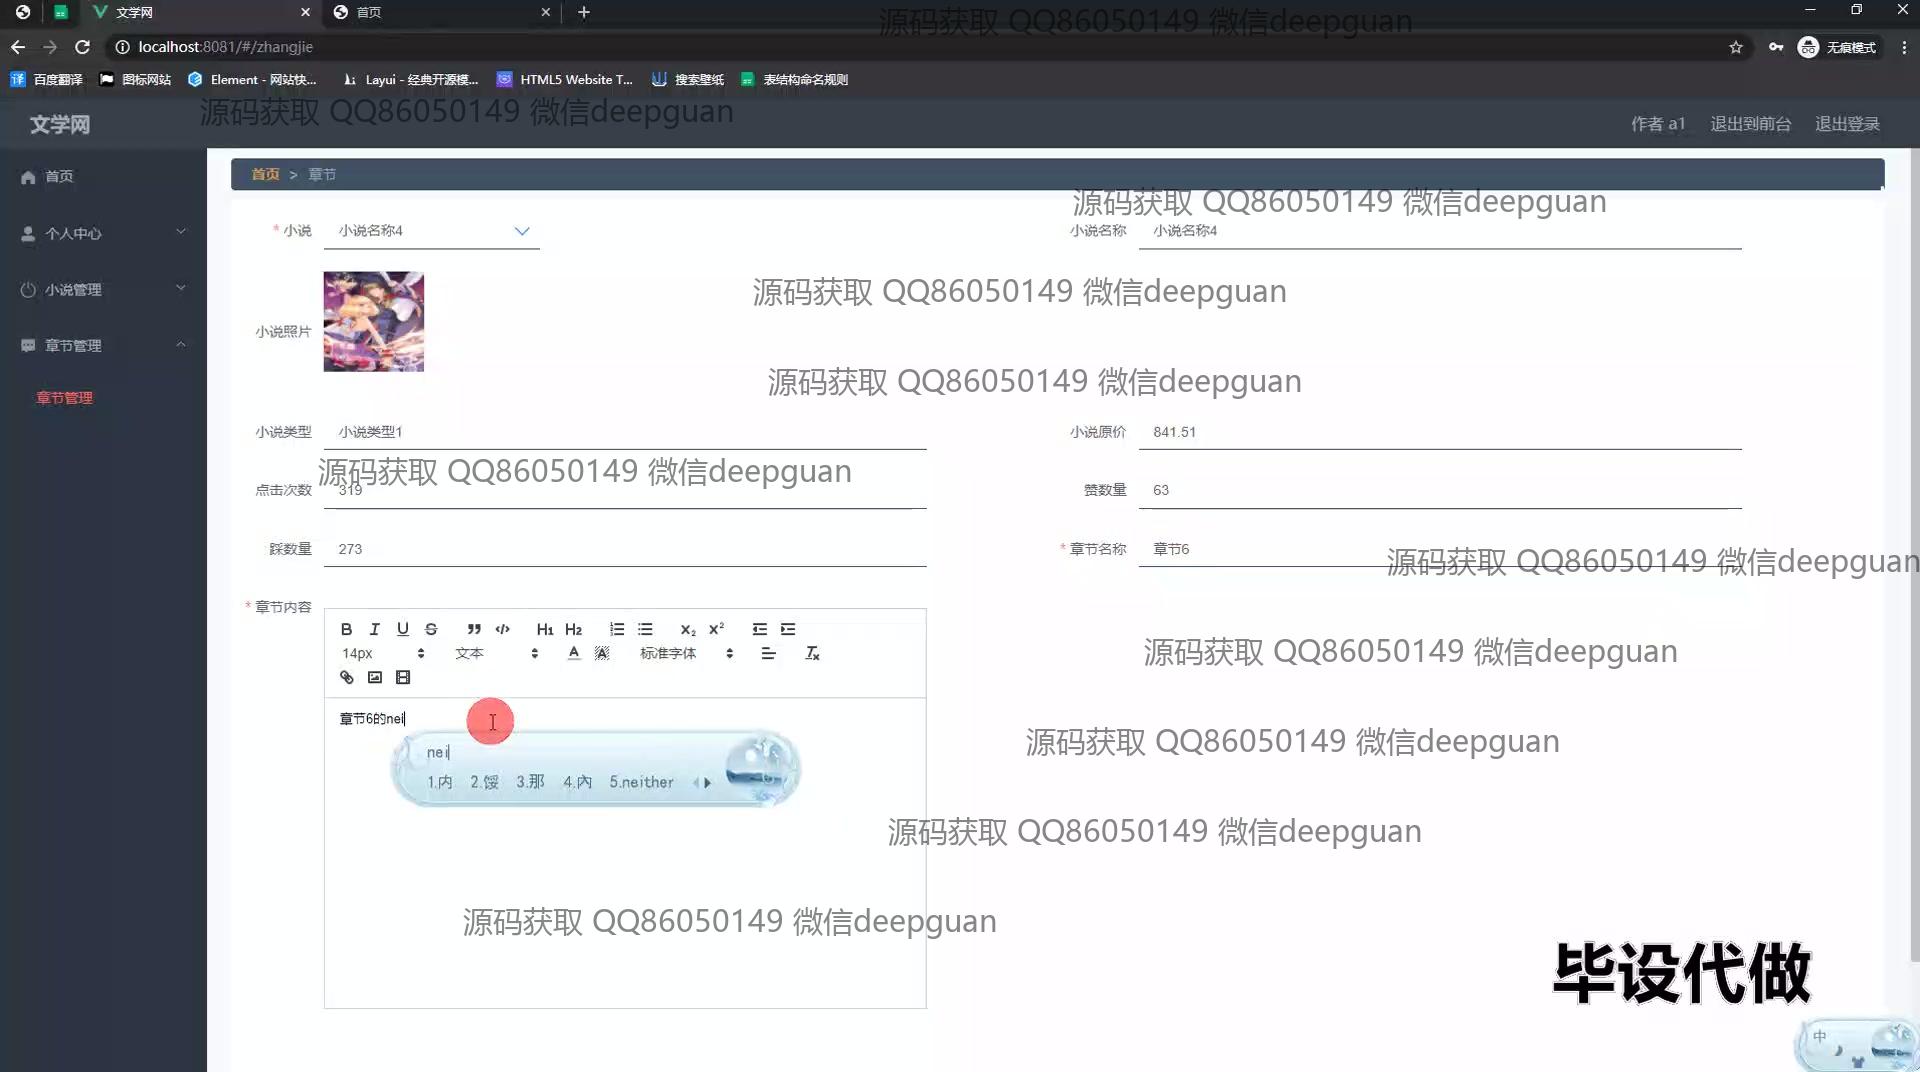 文学网
首页
localhost:8081/#/zhangjie
无痕模式
百度翻译
图标网站
Element - 网站快...
Layui - 经典开源模...
HTML5 Website T...
搜索壁纸
表结构命名规则
源码获取 QQ86050149 微信deepguan
源码获取 QQ86050149 微信deepguan
文学网
作者 a1
退出到前台
退出登录
首页
个人中心
小说管理
章节管理
章节管理
首页 > 章节
源码获取 QQ86050149 微信deepguan
* 小说 小说名称4
小说名称 小说名称4
源码获取 QQ86050149 微信deepguan
小说照片
源码获取 QQ86050149 微信deepguan
小说类型 小说类型1
小说原价 841.51
源码获取 QQ86050149 微信deepguan
点击次数 319
赞数量 63
踩数量 273
* 章节名称 章节6
源码获取 QQ86050149 微信deepguan
* 章节内容
B I U S H1 H2 X2 X2
14px 文本 A A 标准字体 Tx
源码获取 QQ86050149 微信deepguan
章节6的nei
nei
1.内 2.馁 3.那 4.內 5.neither
源码获取 QQ86050149 微信deepguan
源码获取 QQ86050149 微信deepguan
源码获取 QQ86050149 微信deepguan
毕设代做
中